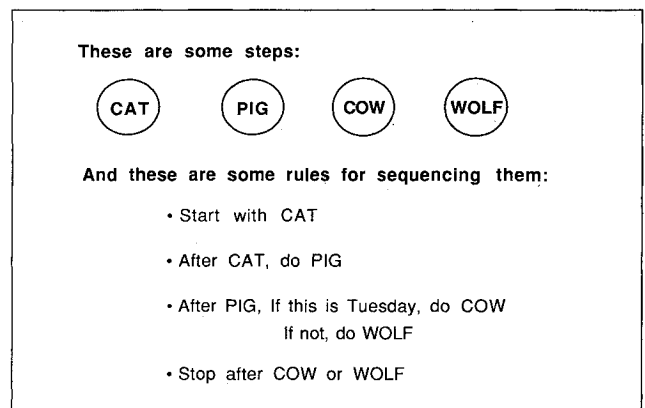 These are some steps:
CAT PIG COW WOLF
And these are some rules for sequencing them:
• Start with CAT
• After CAT, do PIG
• After PIG, If this is Tuesday, do COW
If not, do WOLF
• Stop after COW or WOLF